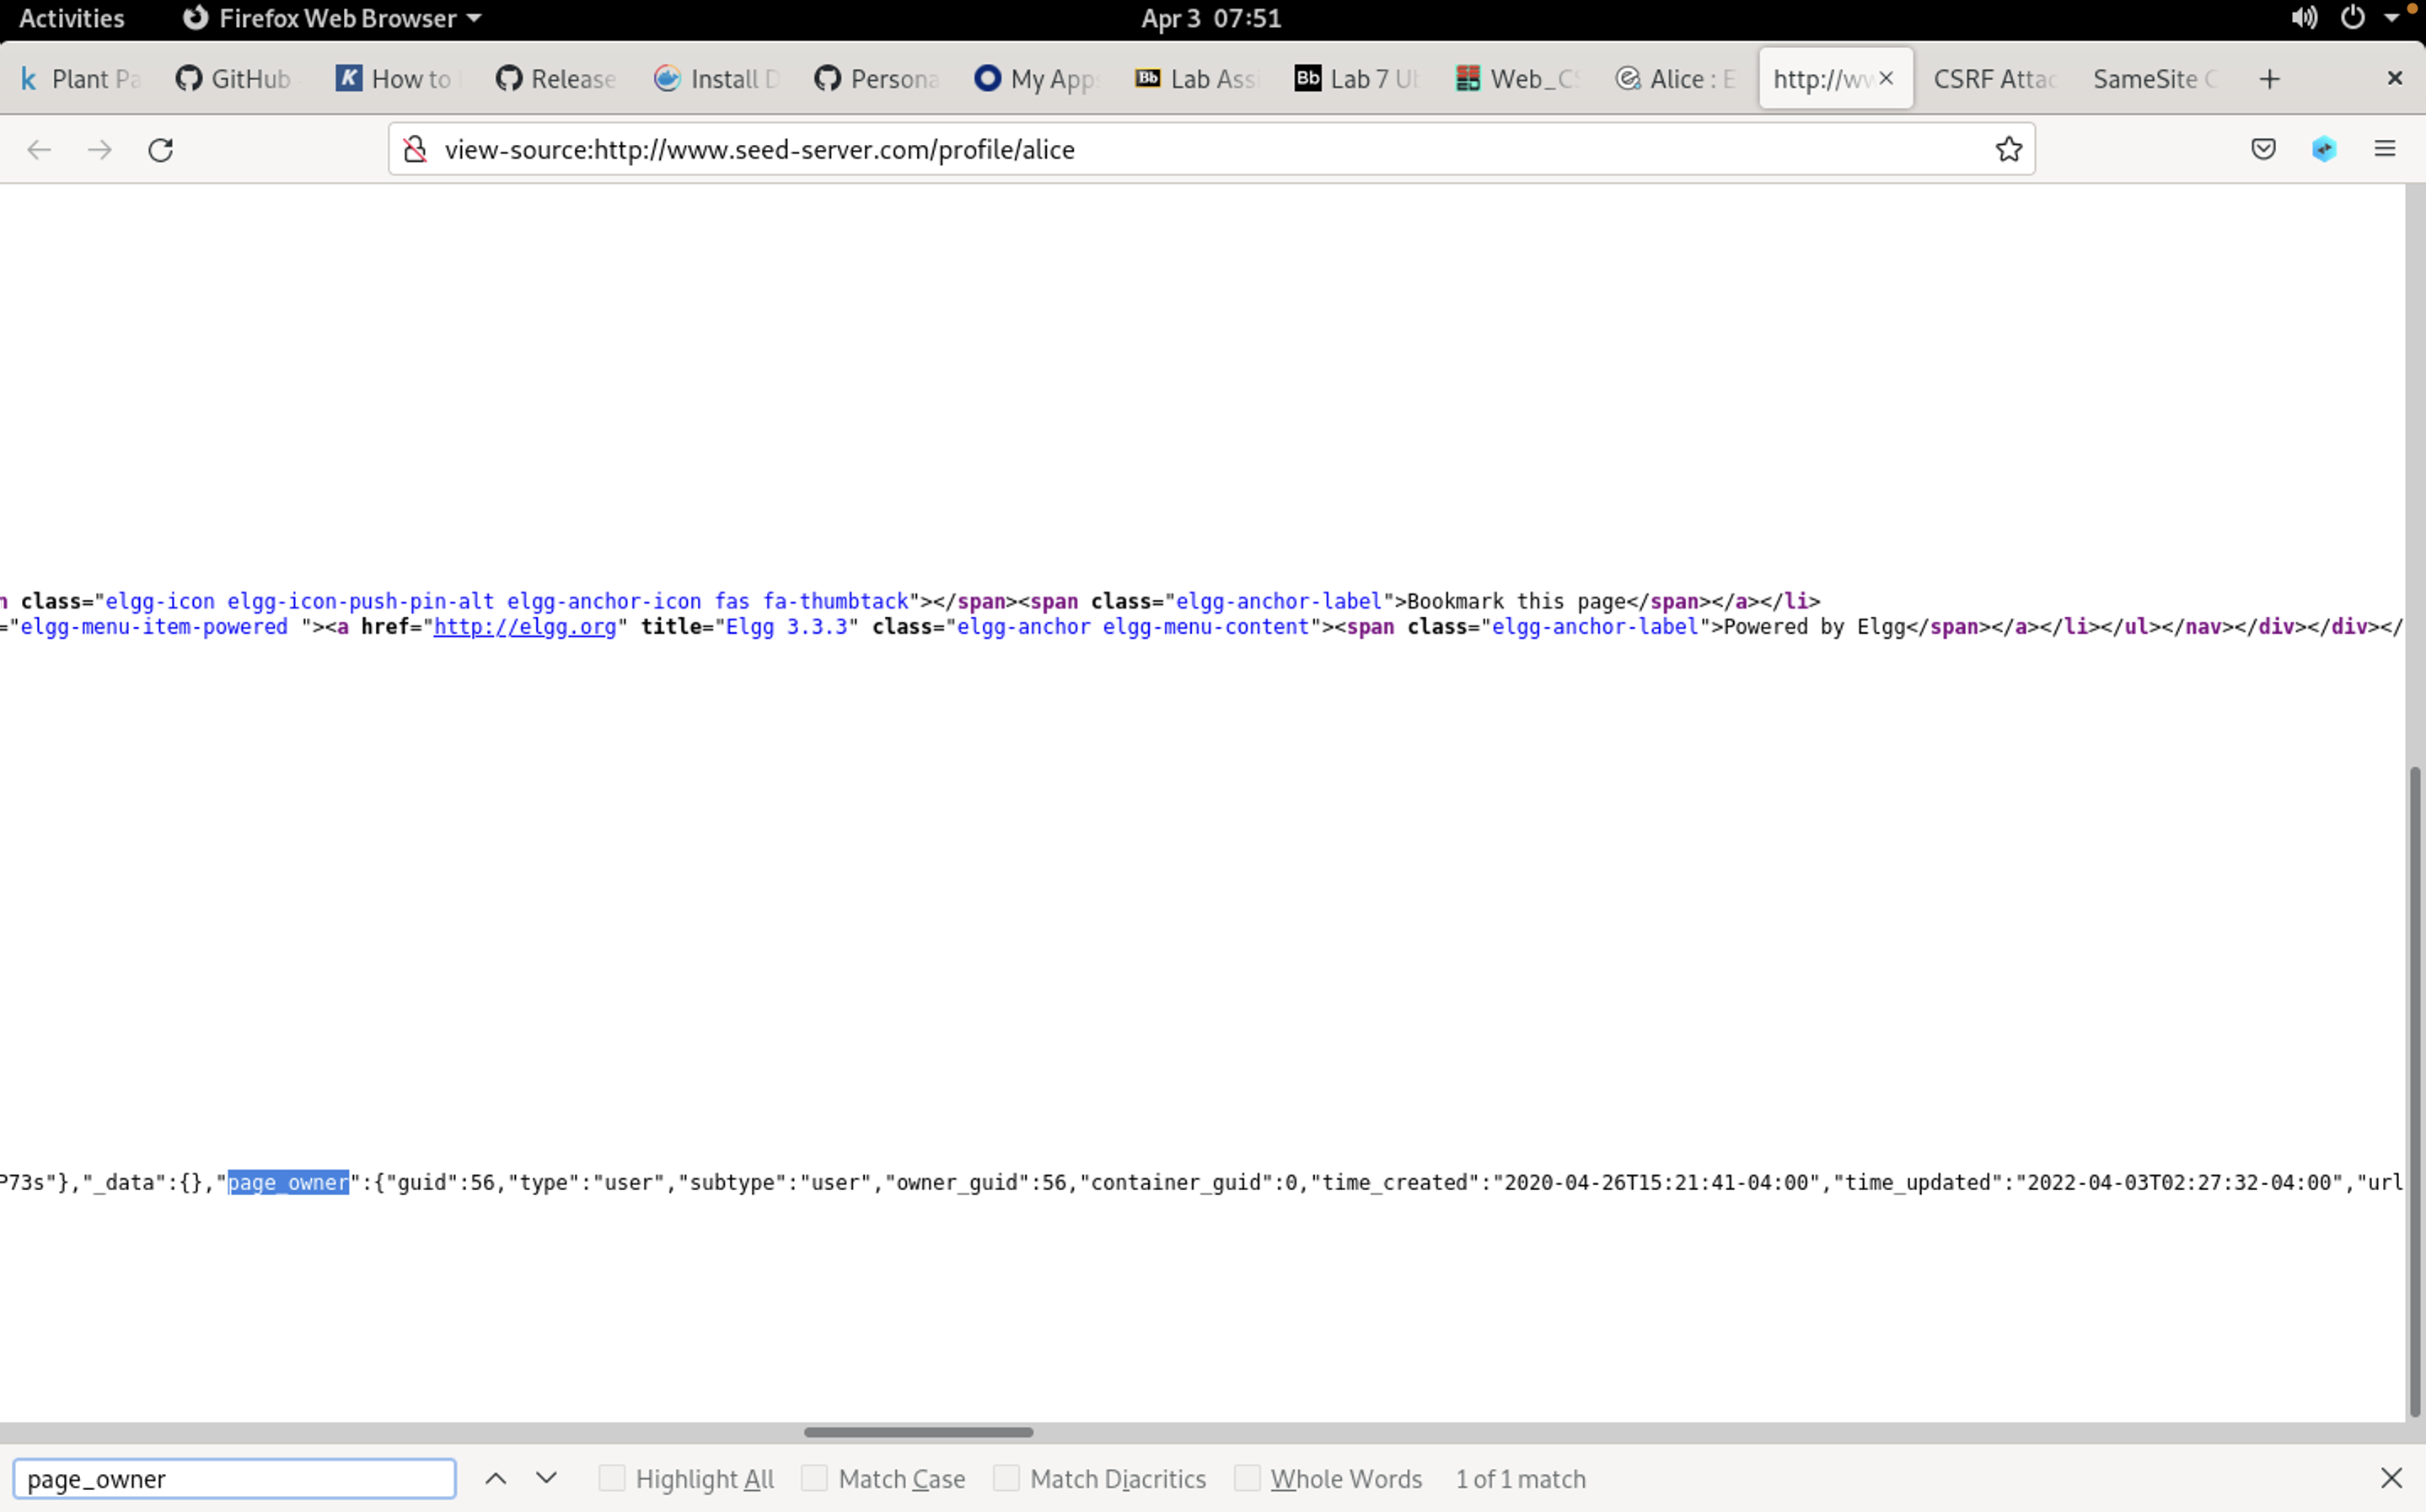 Activities Firefox Web Browser Apr 3 07:51
k Plant Pa GitHub K How to Release Install D Persona My App Bb Lab Assi Bb Lab 7 Ub Web_CS Alice : E http://ww CSRF Attac SameSite C
view-source:http://www.seed-server.com/profile/alice
n class="elgg-icon elgg-icon-push-pin-alt elgg-anchor-icon fas fa-thumbtack"></span><span class="elgg-anchor-label">Bookmark this page</span></a></li>
="elgg-menu-item-powered "><a href="http://elgg.org" title="Elgg 3.3.3" class="elgg-anchor elgg-menu-content"><span class="elgg-anchor-label">Powered by Elgg</span></a></li></ul></nav></div></div></
P73s"},"_data":{},"page_owner":{"guid":56,"type":"user","subtype":"user","owner_guid":56,"container_guid":0,"time_created":"2020-04-26T15:21:41-04:00","time_updated":"2022-04-03T02:27:32-04:00","url
page_owner Highlight All Match Case Match Diacritics Whole Words 1 of 1 match